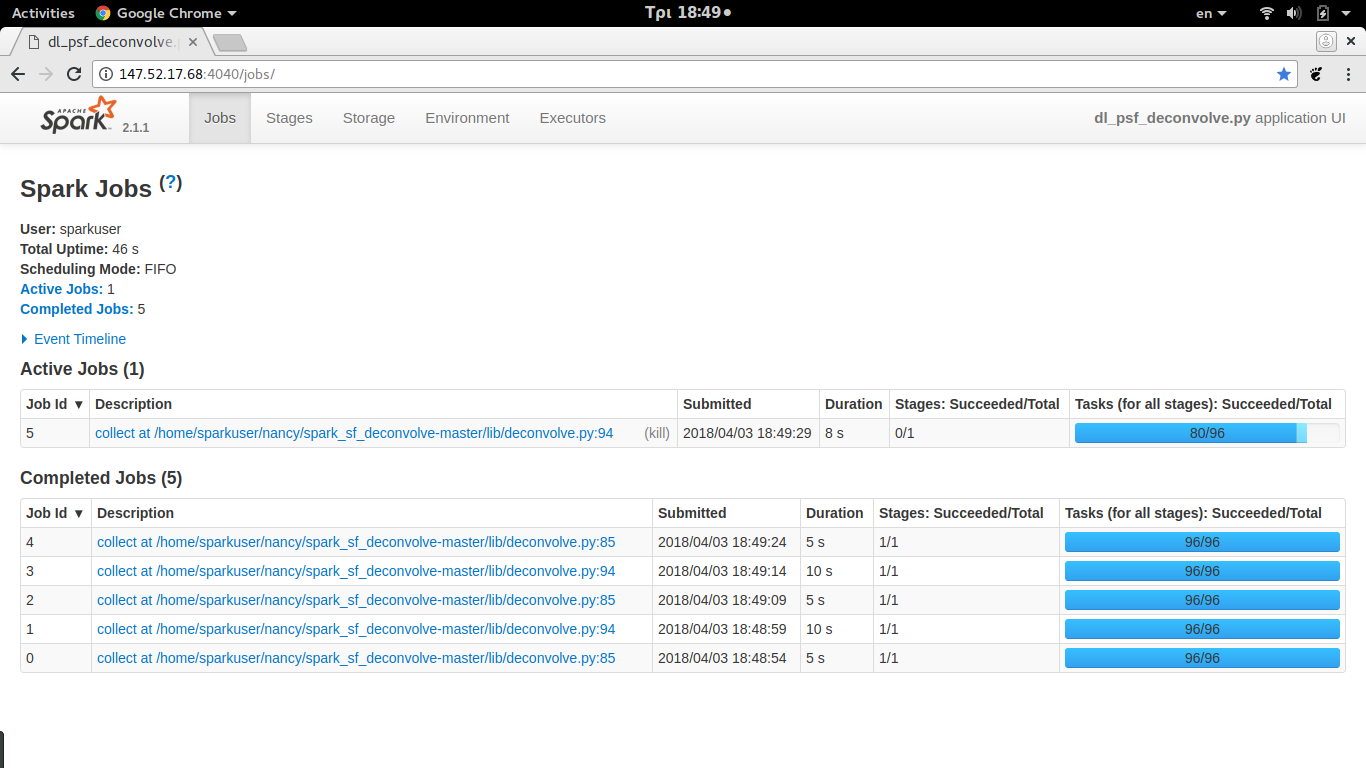 Activities Google Chrome Τρι 18:49 en
dl_psf_deconvolve.
147.52.17.68:4040/jobs/
APACHE Spark 2.1.1 Jobs Stages Storage Environment Executors dl_psf_deconvolve.py application UI
Spark Jobs (?)
User: sparkuser
Total Uptime: 46 s
Scheduling Mode: FIFO
Active Jobs: 1
Completed Jobs: 5
Event Timeline
Active Jobs (1)
Job Id ▼ Description Submitted Duration Stages: Succeeded/Total Tasks (for all stages): Succeeded/Total
5 collect at /home/sparkuser/nancy/spark_sf_deconvolve-master/lib/deconvolve.py:94 (kill) 2018/04/03 18:49:29 8 s 0/1 80/96
Completed Jobs (5)
Job Id ▼ Description Submitted Duration Stages: Succeeded/Total Tasks (for all stages): Succeeded/Total
4 collect at /home/sparkuser/nancy/spark_sf_deconvolve-master/lib/deconvolve.py:85 2018/04/03 18:49:24 5 s 1/1 96/96
3 collect at /home/sparkuser/nancy/spark_sf_deconvolve-master/lib/deconvolve.py:94 2018/04/03 18:49:14 10 s 1/1 96/96
2 collect at /home/sparkuser/nancy/spark_sf_deconvolve-master/lib/deconvolve.py:85 2018/04/03 18:49:09 5 s 1/1 96/96
1 collect at /home/sparkuser/nancy/spark_sf_deconvolve-master/lib/deconvolve.py:94 2018/04/03 18:48:59 10 s 1/1 96/96
0 collect at /home/sparkuser/nancy/spark_sf_deconvolve-master/lib/deconvolve.py:85 2018/04/03 18:48:54 5 s 1/1 96/96